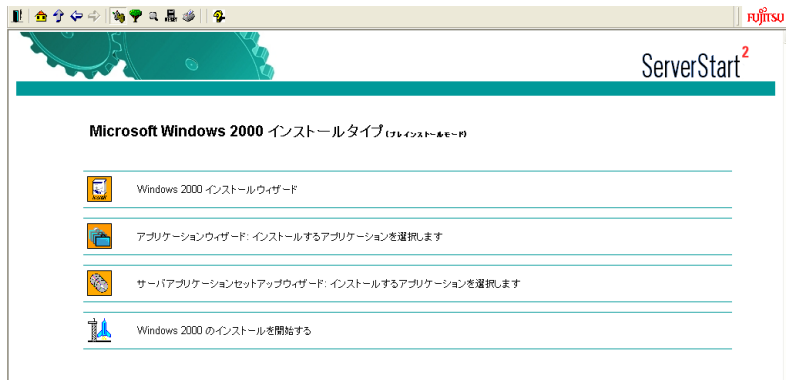 FUJITSU
ServerStart2
Microsoft Windows 2000 インストールタイプ(プレインストールモード)
Windows 2000 インストールウィザード
アプリケーションウィザード: インストールするアプリケーションを選択します
サーバアプリケーションセットアップウィザード: インストールするアプリケーションを選択します
Windows 2000 のインストールを開始する